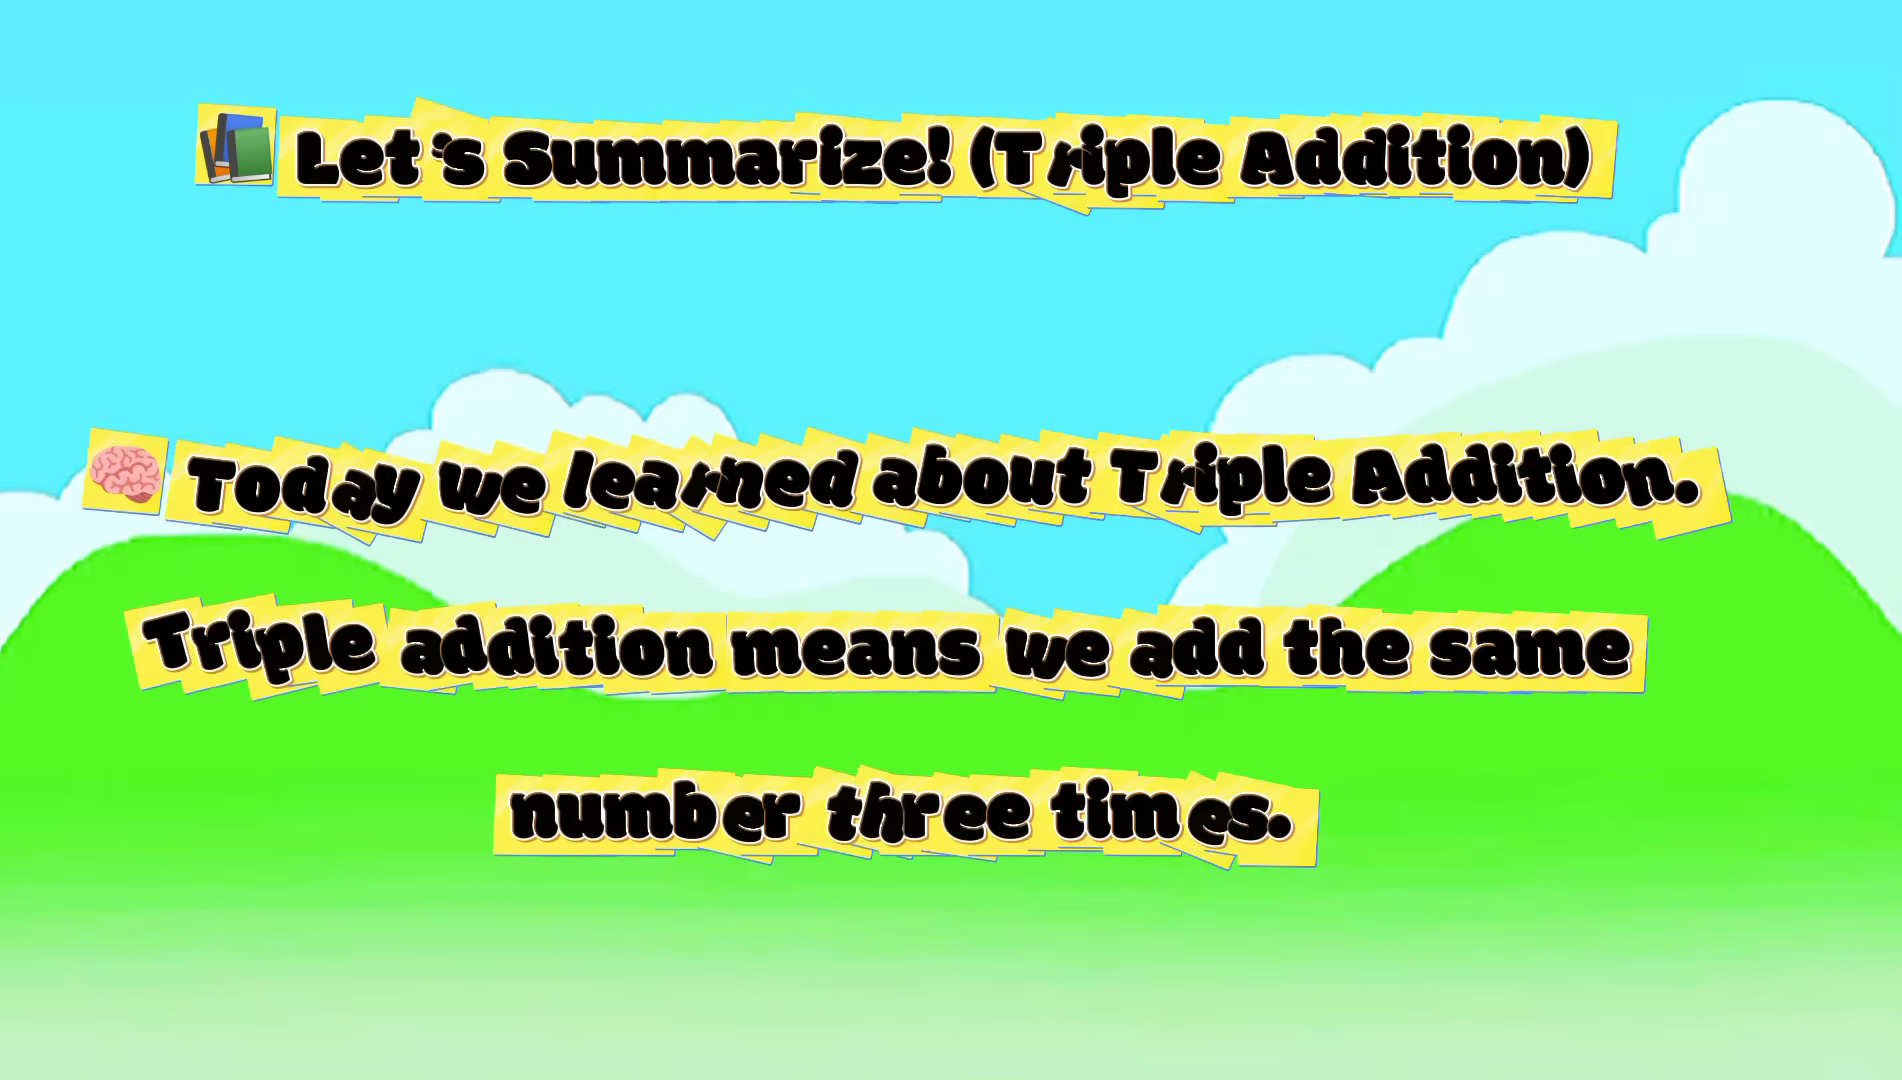 📚 Let's Summarize! (Triple Addition)
🧠 Today we learned about Triple Addition.
Triple addition means we add the same
number three times.